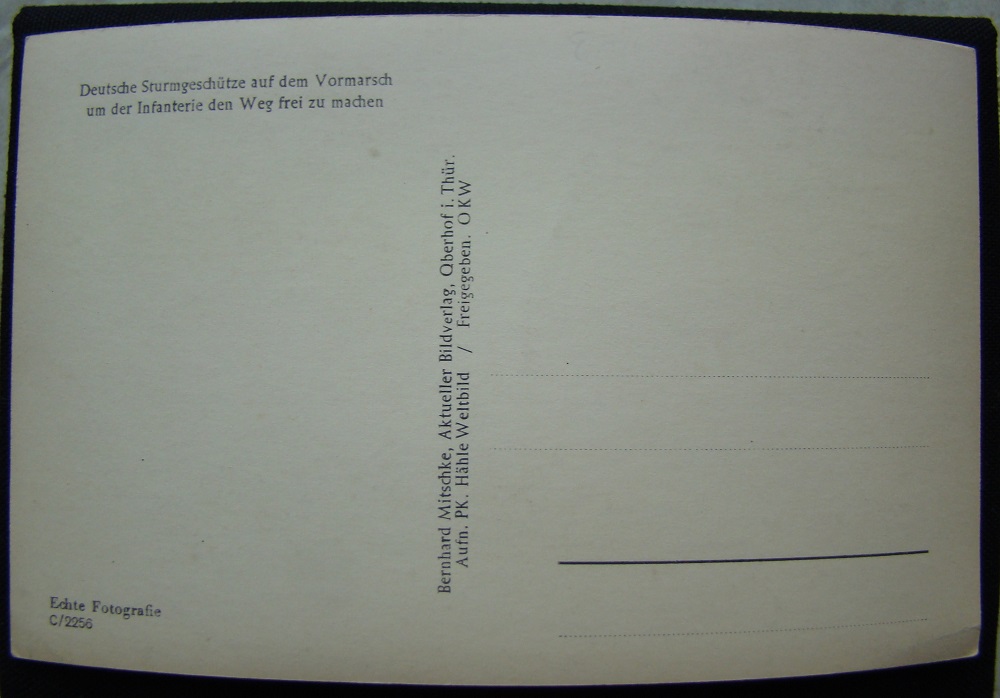 Deutsche Sturmgeschütze auf dem Vormarsch
um der Infanterie den Weg frei zu machen
Bernhard Mitschke, Aktueller Bildverlag, Oberhof i. Thür.
Aufn. PK. Hähle Weltbild / Freigegeben. OKW
Echte Fotografie
C/2256